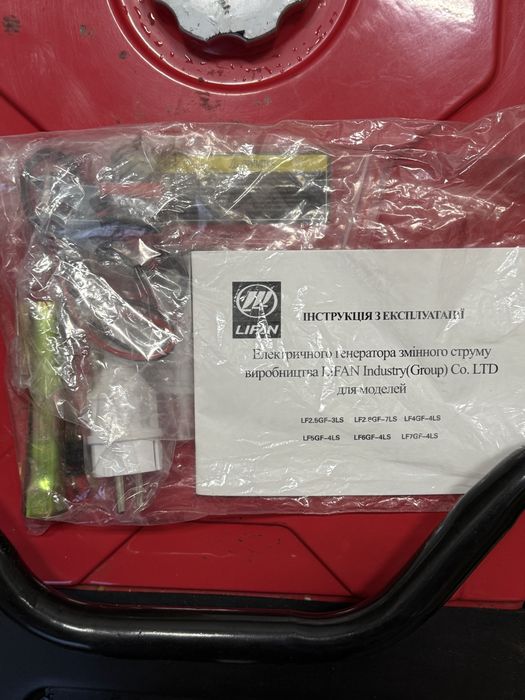 LIFAN
ІНСТРУКЦІЯ З ЕКСПЛУАТАЦІЇ
Електричного генератора змінного струму
виробництва LIFAN Industry(Group) Co. LTD
для моделей
LF2.5GF-3LS LF2.8GF-7LS LF4GF-4LS
LF5GF-4LS LF6GF-4LS LF7GF-4LS